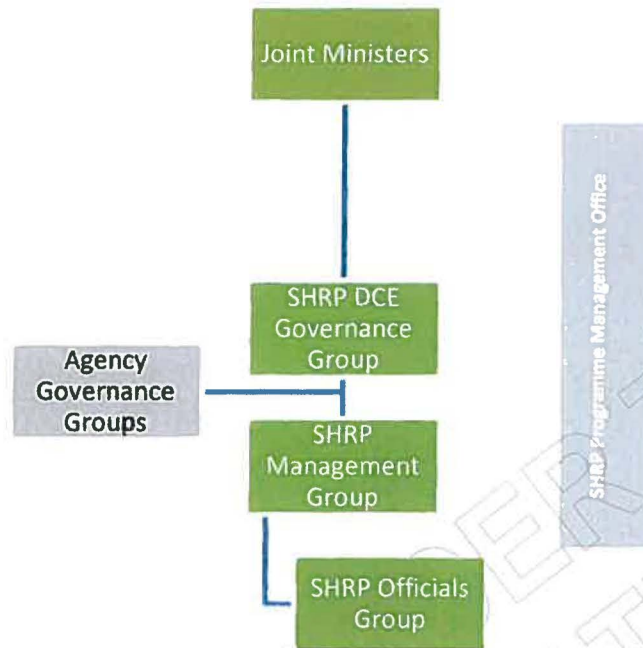 Joint Ministers
SHRP DCE
Governance
Group
Agency
Governance
Groups
SHRP
Management
Group
SHRP Officials
Group
SHRP Programme Management Office